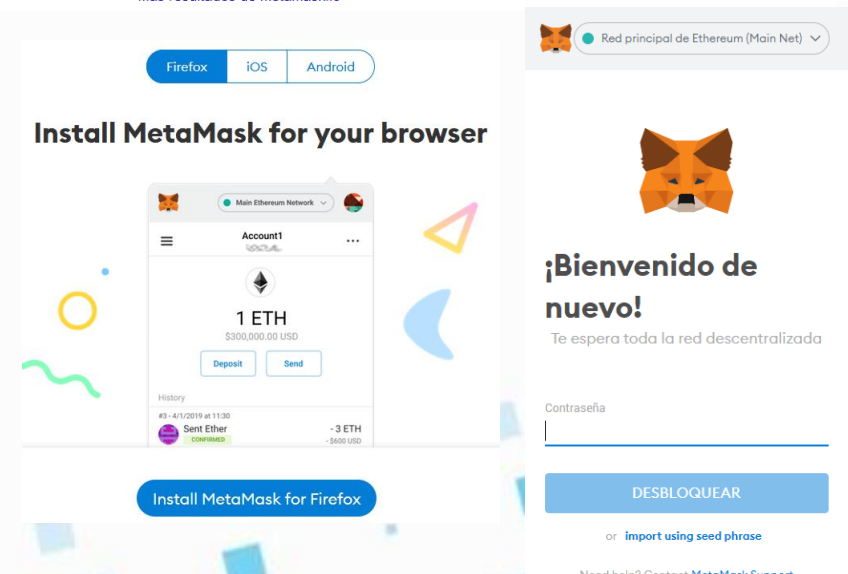 Firefox
iOS
Android
Install MetaMask for your browser
Main Ethereum Network
Account1
1 ETH
$300,000.00 USD
Deposit
Send
History
#3 - 4/1/2019 at 11:30
Sent Ether
- 3 ETH
CONFIRMED
- $600 USD
Install MetaMask for Firefox
Red principal de Ethereum (Main Net)
¡Bienvenido de
nuevo!
Te espera toda la red descentralizada
Contraseña
DESBLOQUEAR
or import using seed phrase